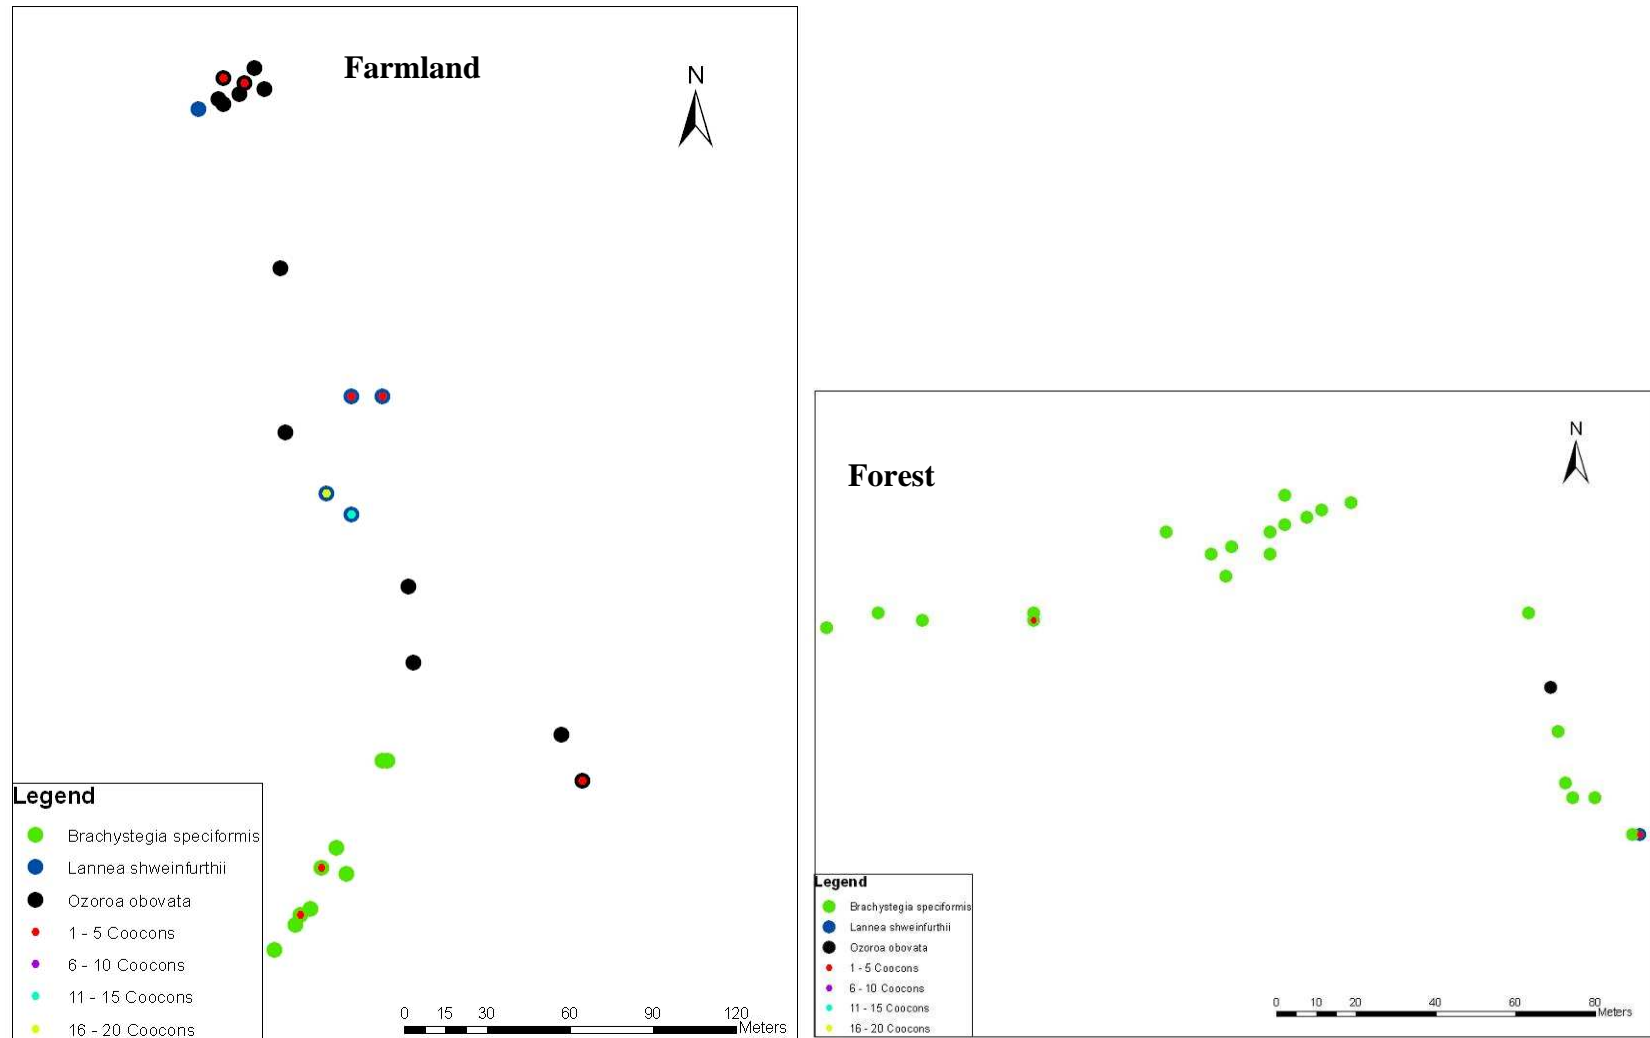 Farmland
N
Legend
Brachystegia speciformis
Lannea shweinfurthii
Ozoroa obovata
1 - 5 Coocons
6 - 10 Coocons
11 - 15 Coocons
16 - 20 Coocons
0 15 30 60 90 120
Meters
N
Forest
Legend
Brachystegia speciformis
Lannea shweinfurthii
Ozoroa obovata
1 - 5 Coocons
6 - 10 Coocons
11 - 15 Coocons
16 - 20 Coocons
0 10 20 40 60 80
Meters